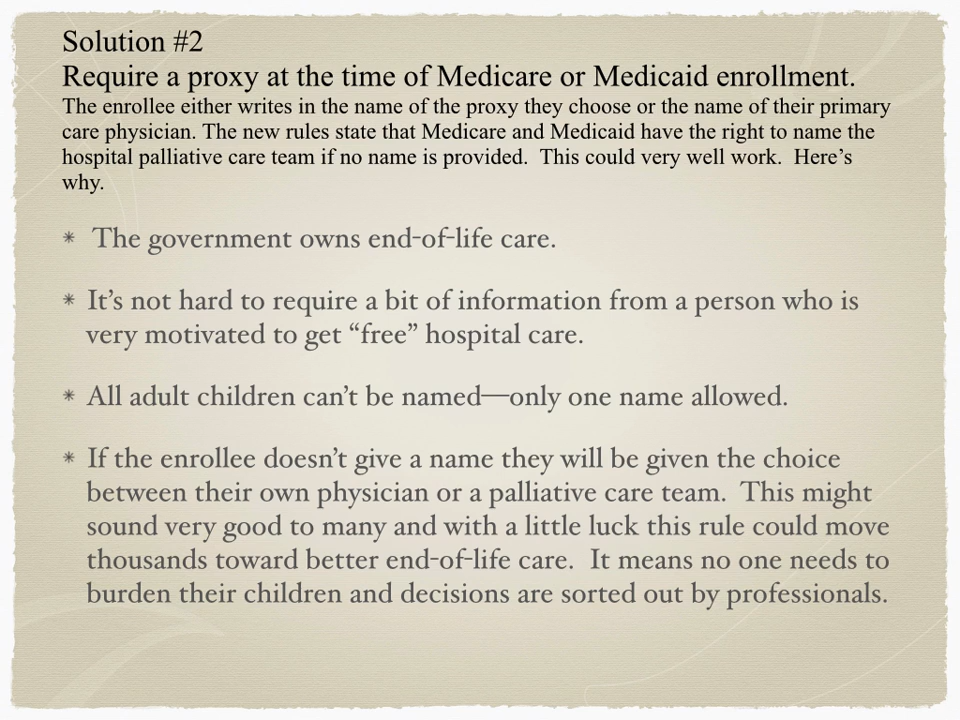 Solution #2
Require a proxy at the time of Medicare or Medicaid enrollment.
The enrollee either writes in the name of the proxy they choose or the name of their primary
care physician. The new rules state that Medicare and Medicaid have the right to name the
hospital palliative care team if no name is provided.  This could very well work.  Here’s
why.
* The government owns end-of-life care.
* It’s not hard to require a bit of information from a person who is
very motivated to get “free” hospital care.
* All adult children can’t be named—only one name allowed.
* If the enrollee doesn’t give a name they will be given the choice
between their own physician or a palliative care team.  This might
sound very good to many and with a little luck this rule could move
thousands toward better end-of-life care.  It means no one needs to
burden their children and decisions are sorted out by professionals.